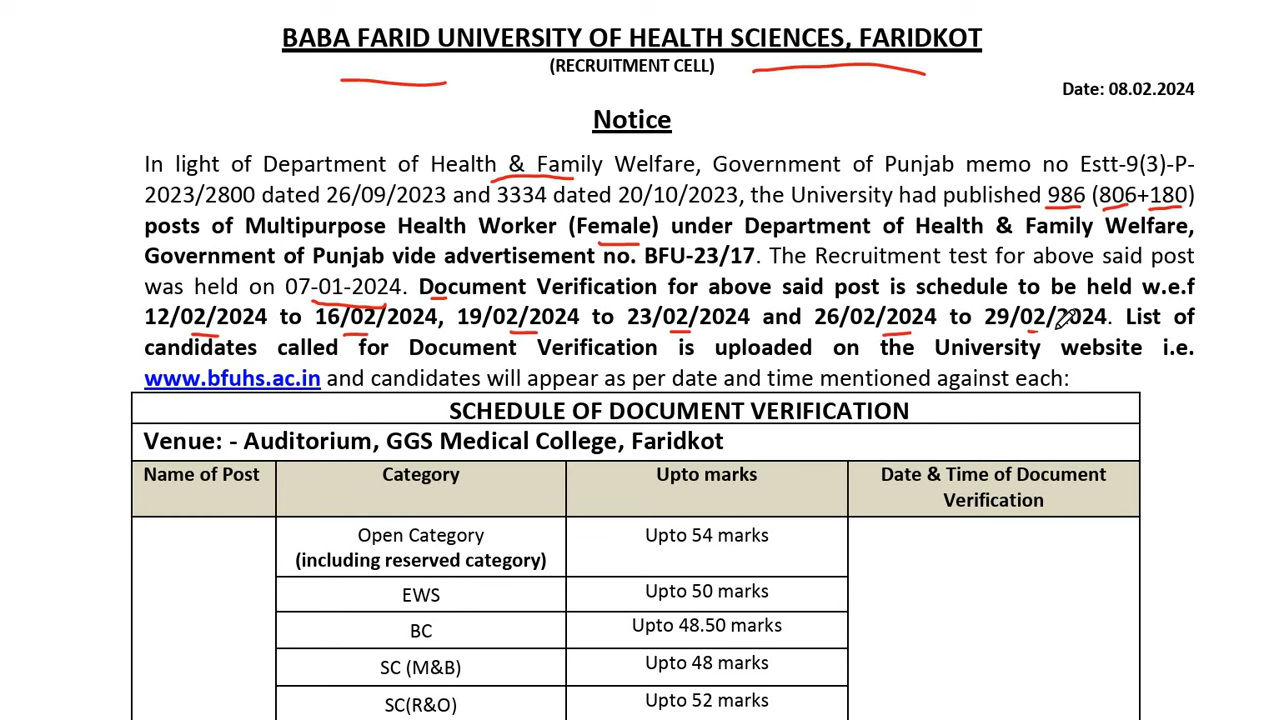 BABA FARID UNIVERSITY OF HEALTH SCIENCES, FARIDKOT
(RECRUITMENT CELL)
Date: 08.02.2024
Notice
In light of Department of Health & Family Welfare, Government of Punjab memo no Estt-9(3)-P-
2023/2800 dated 26/09/2023 and 3334 dated 20/10/2023, the University had published 986 (806+180)
posts of Multipurpose Health Worker (Female) under Department of Health & Family Welfare,
Government of Punjab vide advertisement no. BFU-23/17. The Recruitment test for above said post
was held on 07-01-2024. Document Verification for above said post is schedule to be held w.e.f
12/02/2024 to 16/02/2024, 19/02/2024 to 23/02/2024 and 26/02/2024 to 29/02/2024. List of
candidates called for Document Verification is uploaded on the University website i.e.
www.bfuhs.ac.in and candidates will appear as per date and time mentioned against each:
SCHEDULE OF DOCUMENT VERIFICATION
Venue: - Auditorium, GGS Medical College, Faridkot
Name of Post Category Upto marks Date & Time of Document
Verification
Open Category Upto 54 marks
(including reserved category)
EWS Upto 50 marks
BC Upto 48.50 marks
SC (M&B) Upto 48 marks
SC(R&O) Upto 52 marks